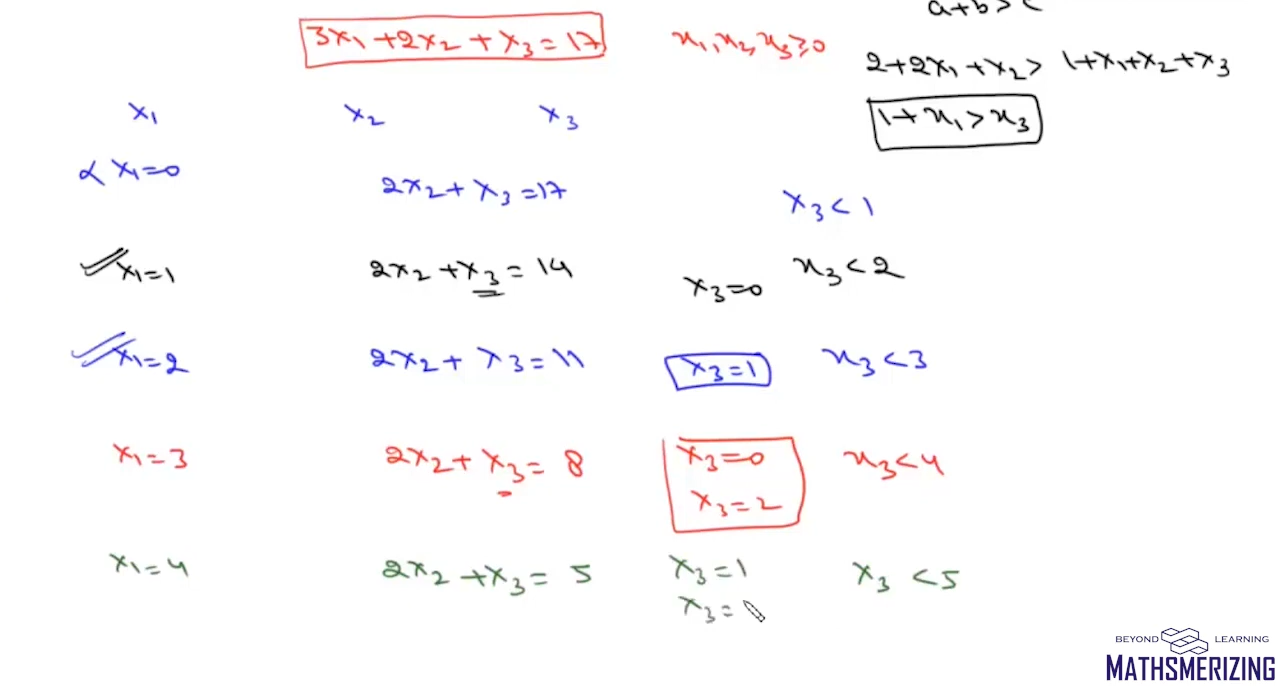 a+b > c
3x₁+2x₂+x₃=17 x₁,x₂,x₃≥0
2+2x₁+x₂> 1+x₁+x₂+x₃
x₁ x₂ x₃
1+x₁>x₃
α x₁=0 2x₂+x₃=17 x₃<1
x₁=1 2x₂+x₃=14 x₃=0 x₃<2
x₁=2 2x₂+x₃=11 x₃=1 x₃<3
x₁=3 2x₂+x₃=8 x₃=0 x₃<4
x₃=2
x₁=4 2x₂+x₃=5 x₃=1 x₃<5
x₃=
BEYOND LEARNING
MATHSMERIZING